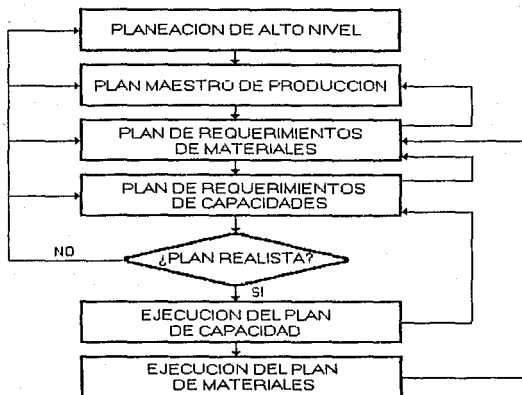 PLANEACION DE ALTO NIVEL
PLAN MAESTRO DE PRODUCCION
PLAN DE REQUERIMIENTOS
DE MATERIALES
PLAN DE REQUERIMIENTOS
DE CAPACIDADES
NO
¿PLAN REALISTA?
SI
EJECUCION DEL PLAN
DE CAPACIDAD
EJECUCION DEL PLAN
DE MATERIALES